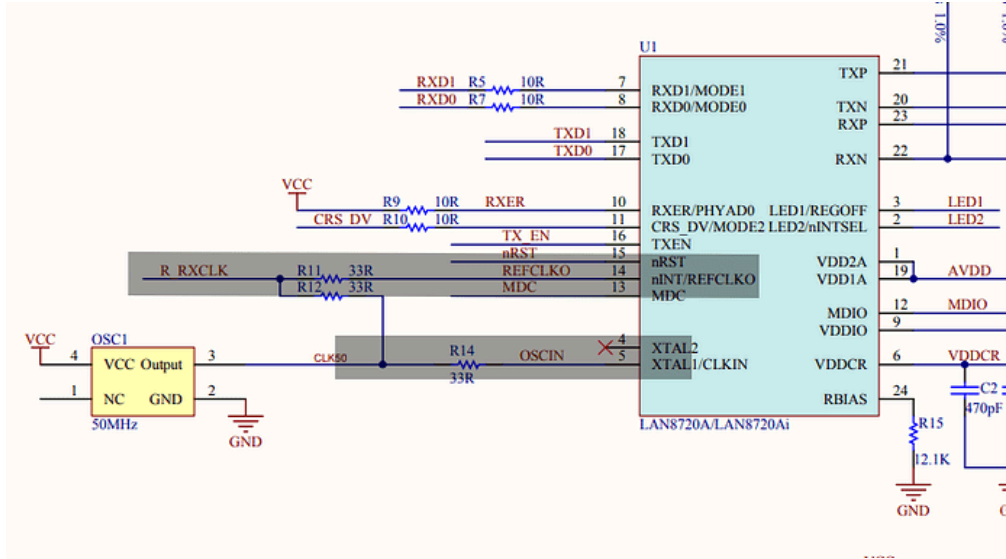 1.0%
U1
TXP 21
RXD1 R5 10R 7 RXD1/MODE1
RXD0 R7 10R 8 RXD0/MODE0
TXN 20
RXP 23
TXD1 18 TXD1
TXD0 17 TXD0
RXN 22
VCC
R9 10R RXER 10 RXER/PHYAD0 LED1/REGOFF 3 LED1
CRS_DV R10 10R 11 CRS_DV/MODE2 LED2/nINTSEL 2 LED2
TX_EN 16 TXEN
nRST 15 nRST VDD2A 1
R_RXCLK R11 33R REFCLKO 14 nINT/REFCLKO VDD1A 19 AVDD
R12 33R MDC 13 MDC
MDIO 12 MDIO
VDDIO 9
VCC OSC1 4 XTAL2
4 VCC Output 3 CLK50 R14 33R OSCIN 5 XTAL1/CLKIN VDDCR 6 VDDCR
1 NC GND 2 RBIAS 24
C2
470pF
50MHz GND LAN8720A/LAN8720Ai R15
12.1K
GND